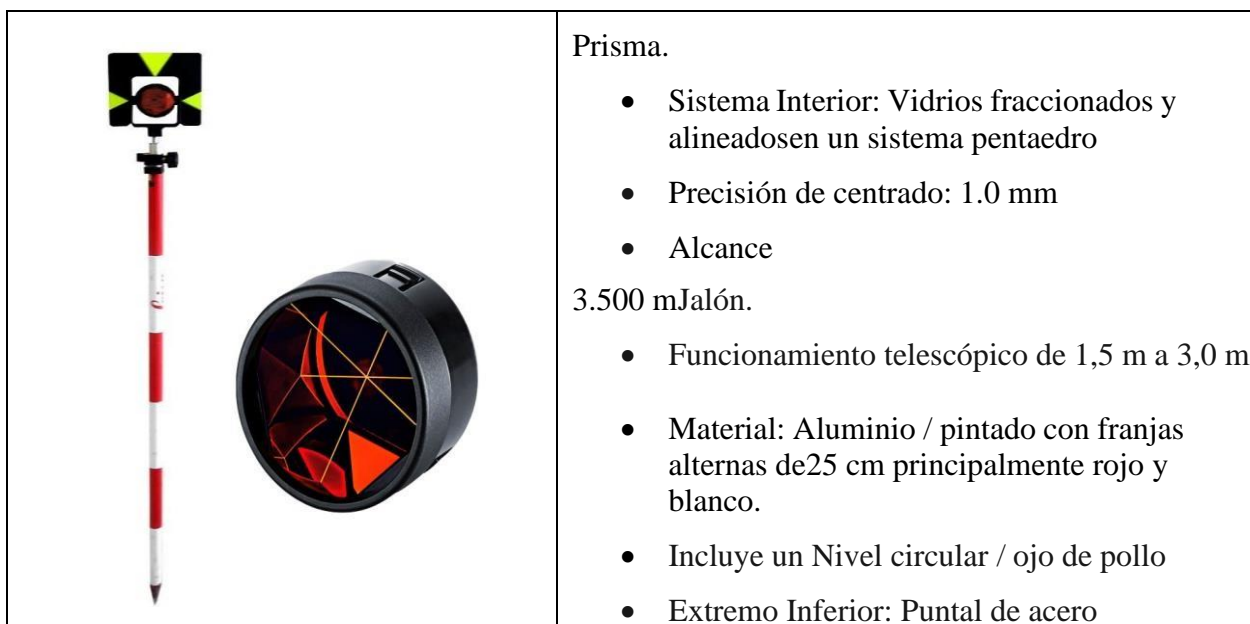 Prisma.
• Sistema Interior: Vidrios fraccionados y
alineadosen un sistema pentaedro
• Precisión de centrado: 1.0 mm
• Alcance
3.500 mJalón.
• Funcionamiento telescópico de 1,5 m a 3,0 m
• Material: Aluminio / pintado con franjas
alternas de25 cm principalmente rojo y
blanco.
• Incluye un Nivel circular / ojo de pollo
• Extremo Inferior: Puntal de acero